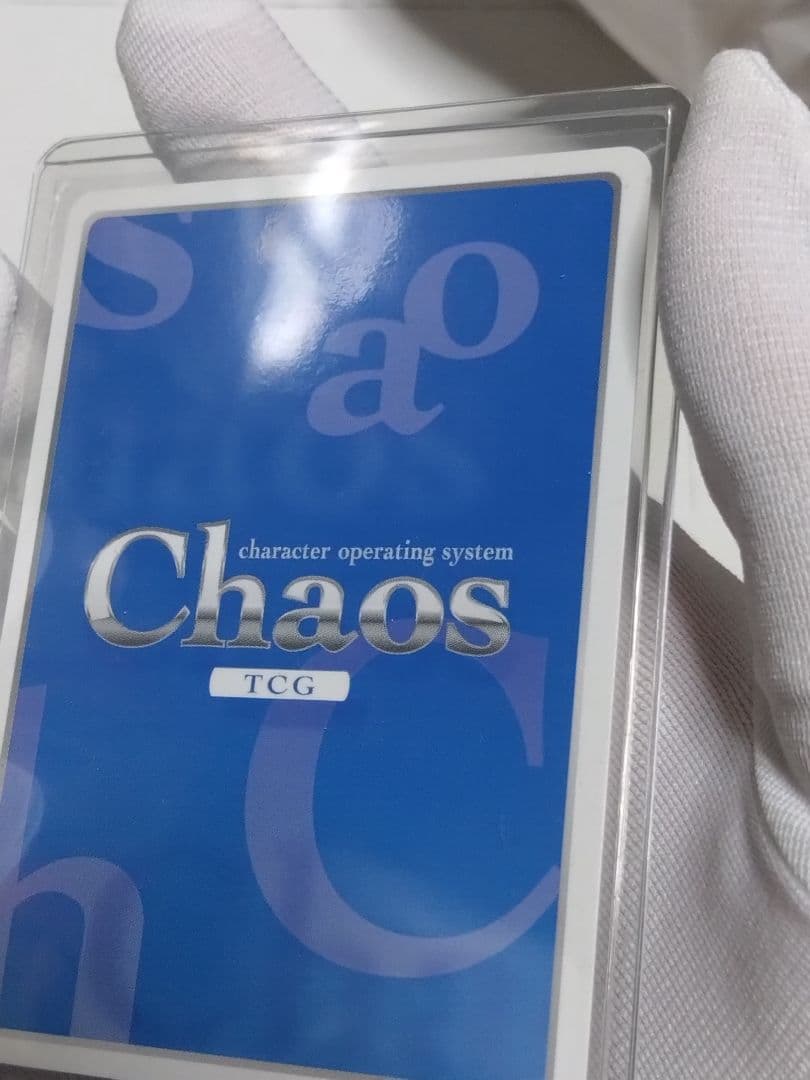 s
o
a
character operating system
Chaos
TCG
C
h